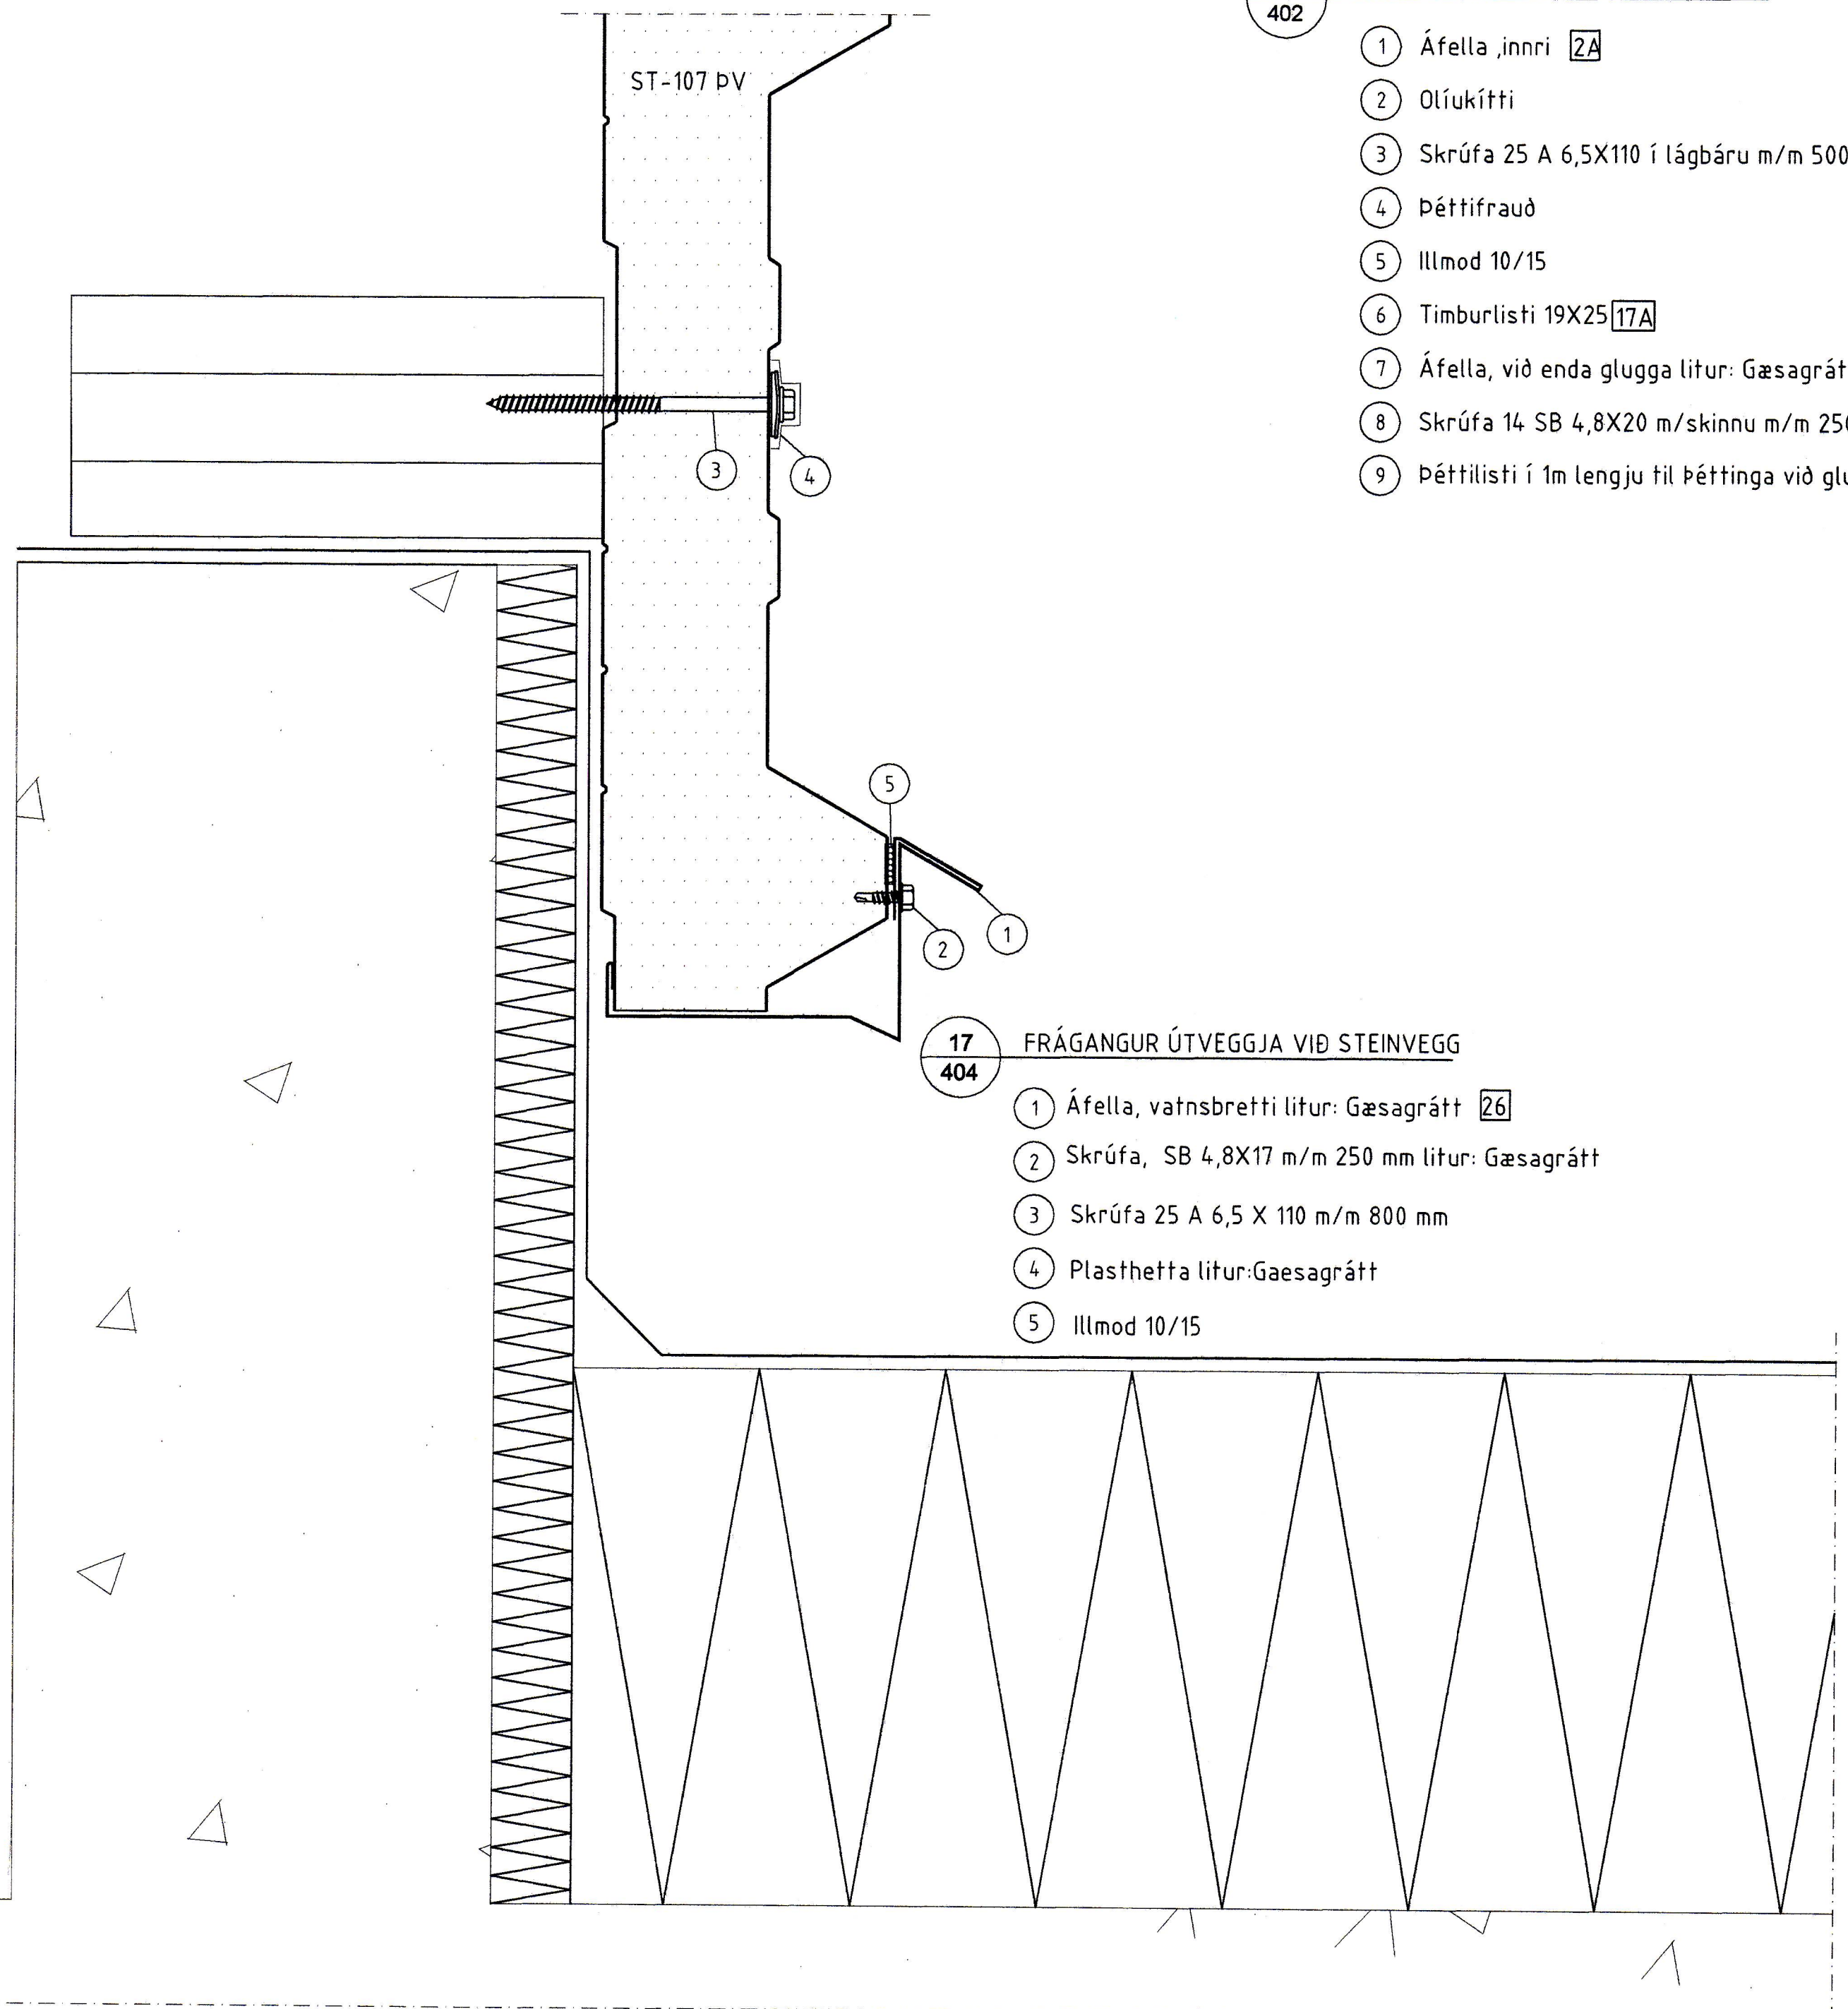 402
1 Áfella ,innri 2A
2 Olíukítti
3 Skrúfa 25 A 6,5X110 í lágbáru m/m 500
4 Þéttifrauð
5 Illmod 10/15
6 Timburlisti 19X25 17A
7 Áfella, við enda glugga litur: Gæsagrát
8 Skrúfa 14 SB 4,8X20 m/skinnu m/m 250
9 Þéttilisti í 1m lengju til Þéttinga við glu
ST-107 ÞV
3
4
5
2
1
17
404
FRÁGANGUR ÚTVEGGJA VIÐ STEINVEGG
1 Áfella, vatnsbretti litur: Gæsagrátt 26
2 Skrúfa, SB 4,8X17 m/m 250 mm litur: Gæsagrátt
3 Skrúfa 25 A 6,5 X 110 m/m 800 mm
4 Plasthetta litur:Gaesagrátt
5 Illmod 10/15